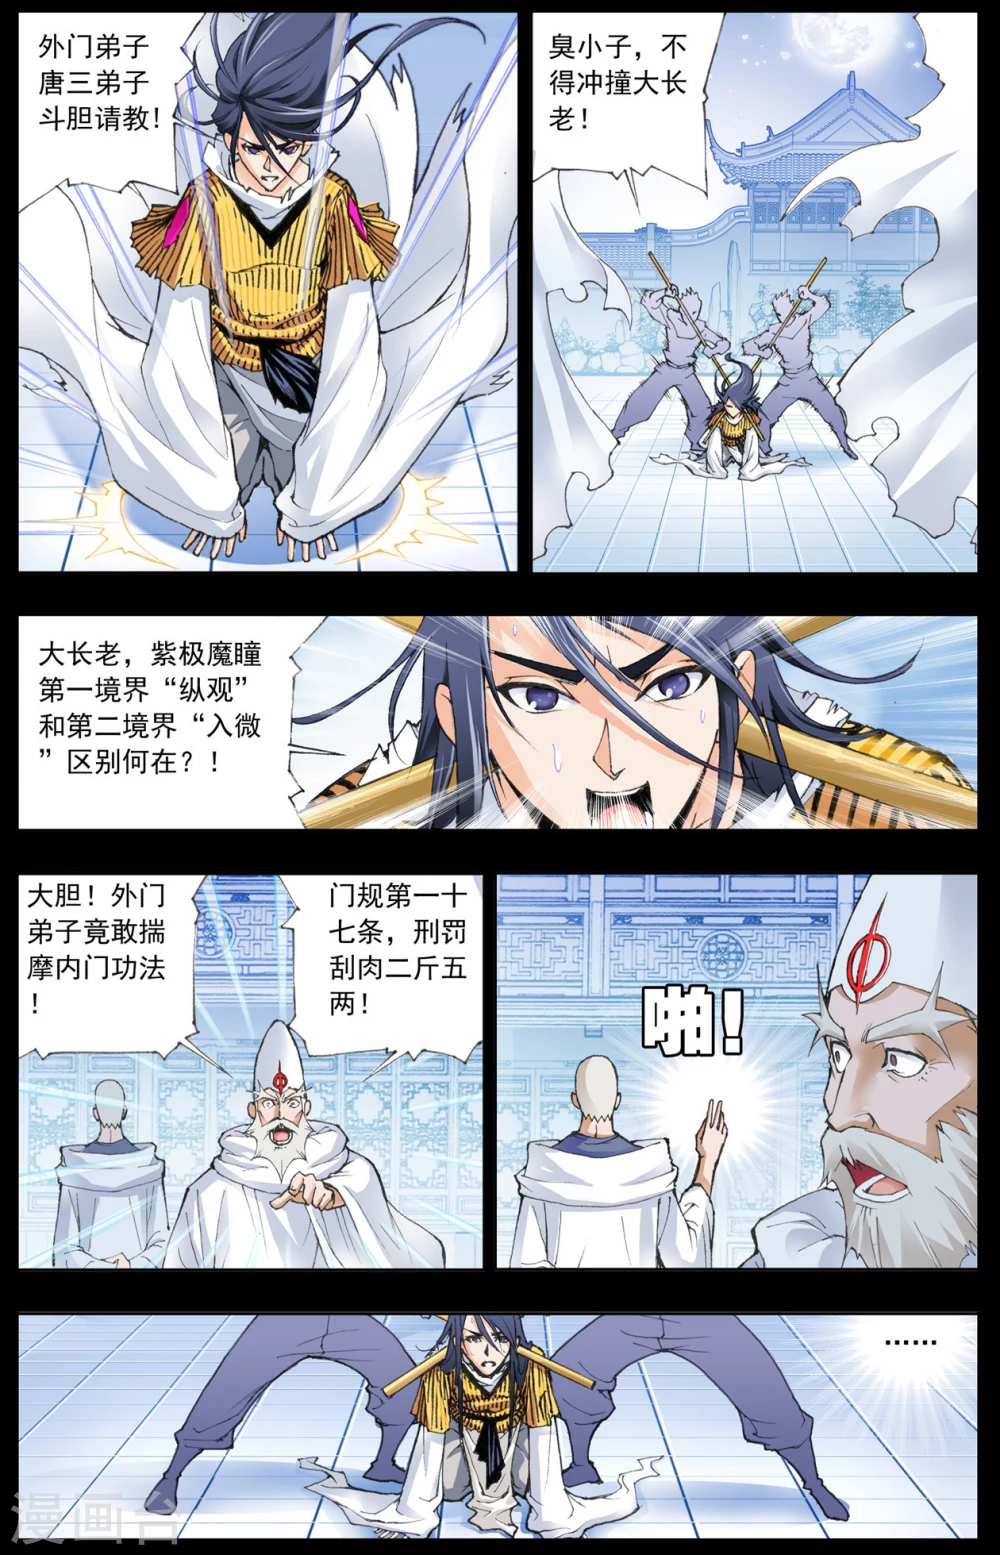 外门弟子
唐三弟子
斗胆请教!
臭小子，不
得冲撞大长
老！
大长老，紫极魔瞳
第一境界“纵观”
和第二境界“入微
”区别何在？！
大胆！外门
弟子竟敢揣
摩内门功法
！
门规第一十
七条，刑罚
刮肉二斤五
两！
啪！
……
漫画台